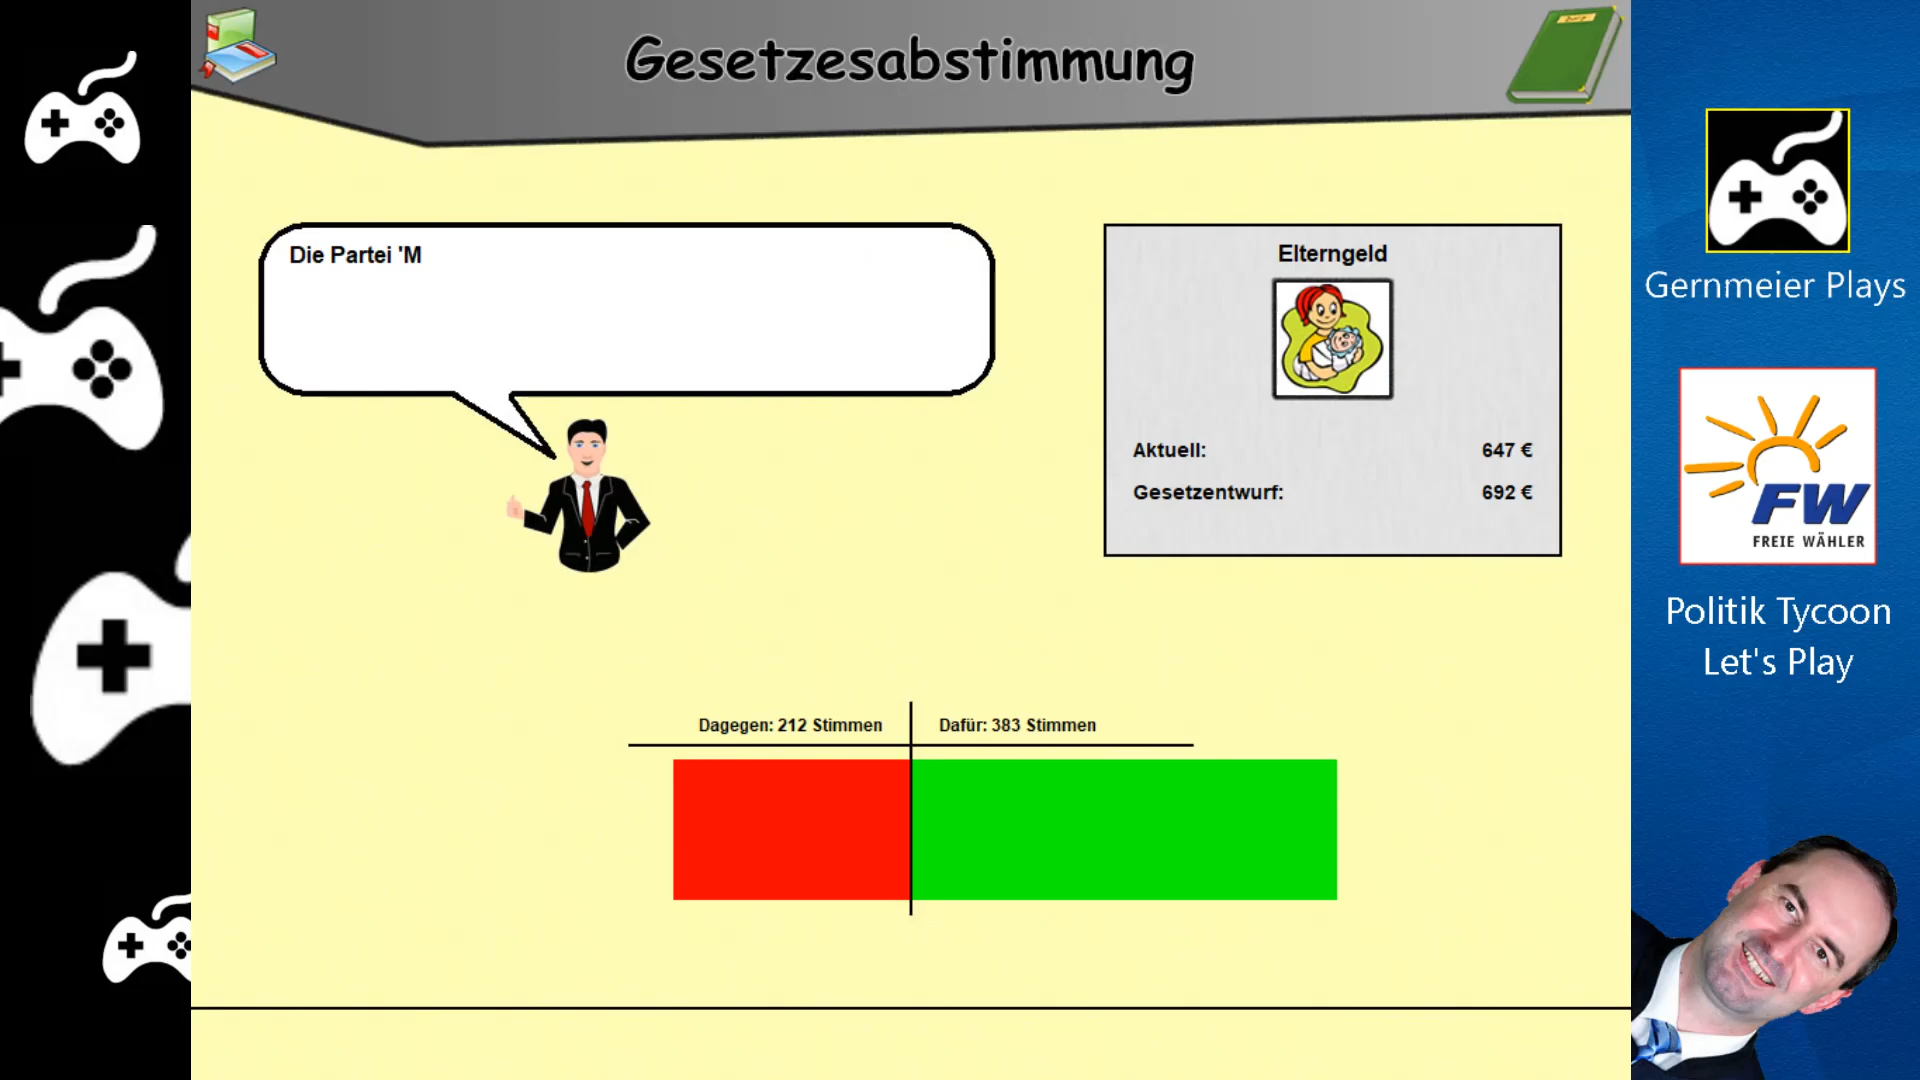 Gesetzesabstimmung
Die Partei 'M
Elterngeld
Aktuell: 647 €
Gesetzentwurf: 692 €
Dagegen: 212 Stimmen
Dafür: 383 Stimmen
Gernmeier Plays
FW
FREIE WÄHLER
Politik Tycoon
Let's Play